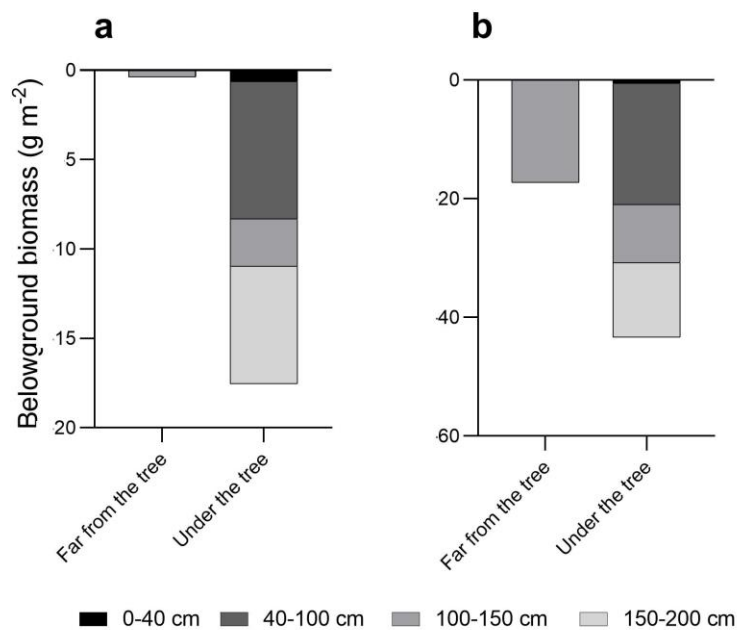 a
b
Belowground biomass (g m-2)
0
5
·10
·15
·20
0
-20
-40
-60
Far from the tree
Under the tree
Far from the tree
Under the tree
0-40 cm
40-100 cm
100-150 cm
150-200 cm